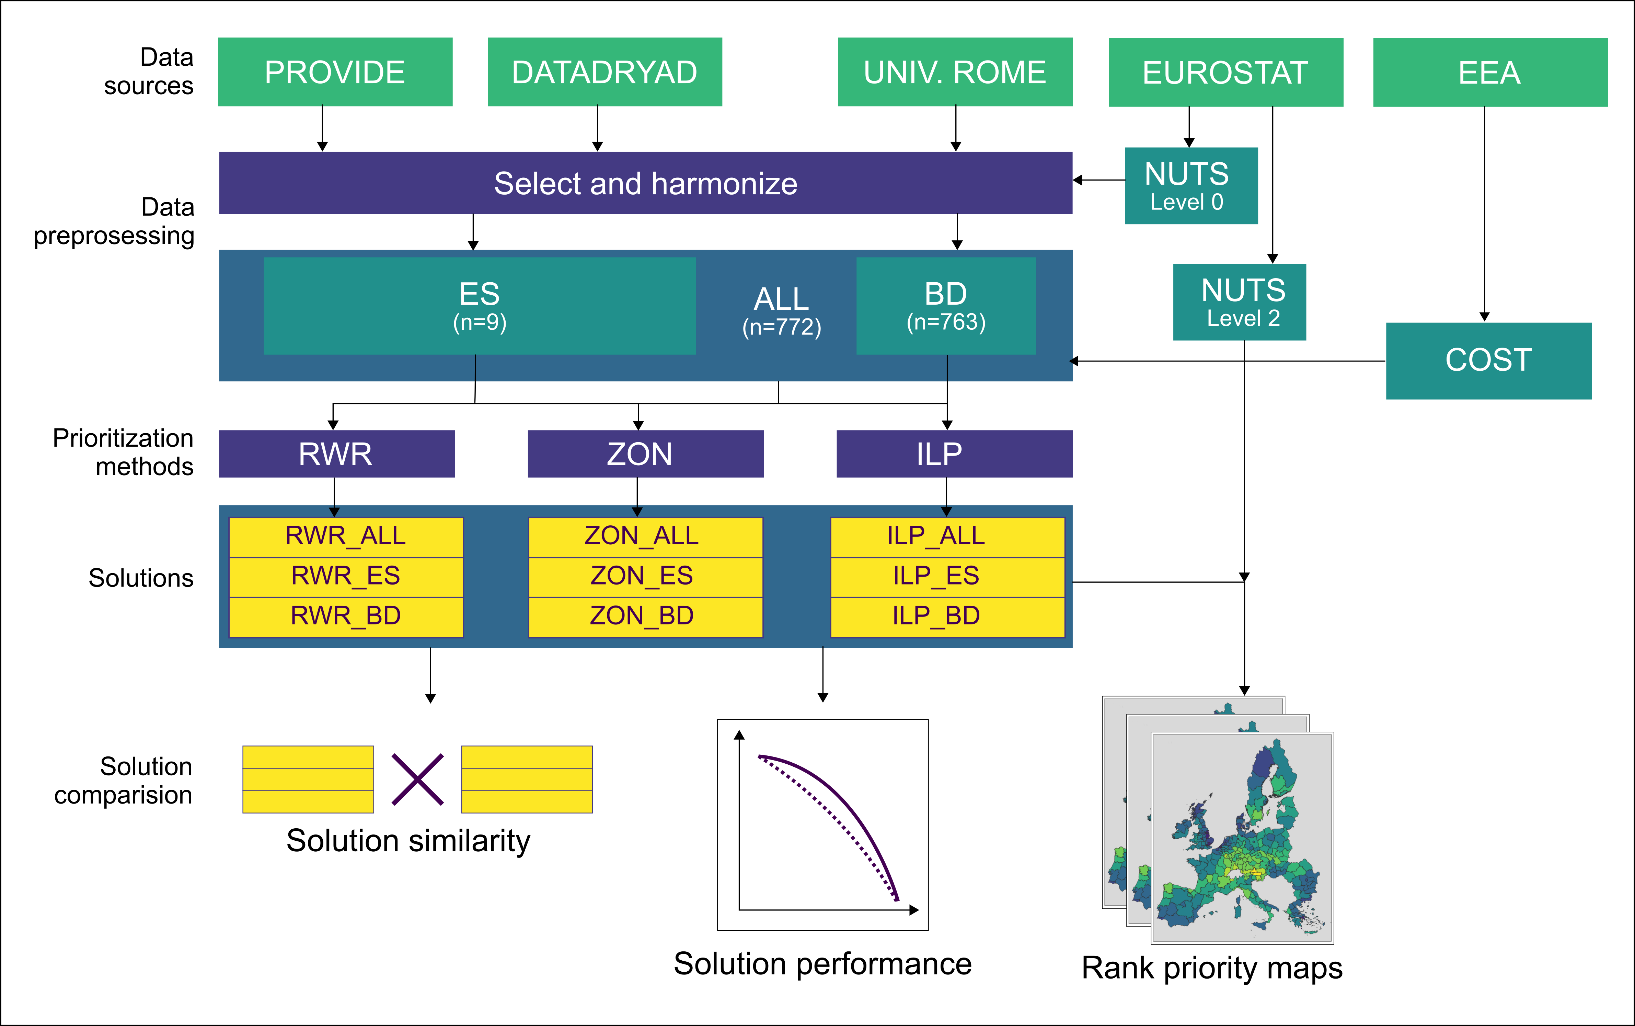 Data
sources
PROVIDE
DATADRYAD
UNIV. ROME
EUROSTAT
EEA
Data
preprosessing
Select and harmonize
NUTS
Level 0
ES
(n=9)
ALL
(n=772)
BD
(n=763)
NUTS
Level 2
COST
Prioritization
methods
RWR
ZON
ILP
Solutions
RWR_ALL
RWR_ES
RWR_BD
ZON_ALL
ZON_ES
ZON_BD
ILP_ALL
ILP_ES
ILP_BD
Solution
comparision
Solution similarity
Solution performance
Rank priority maps